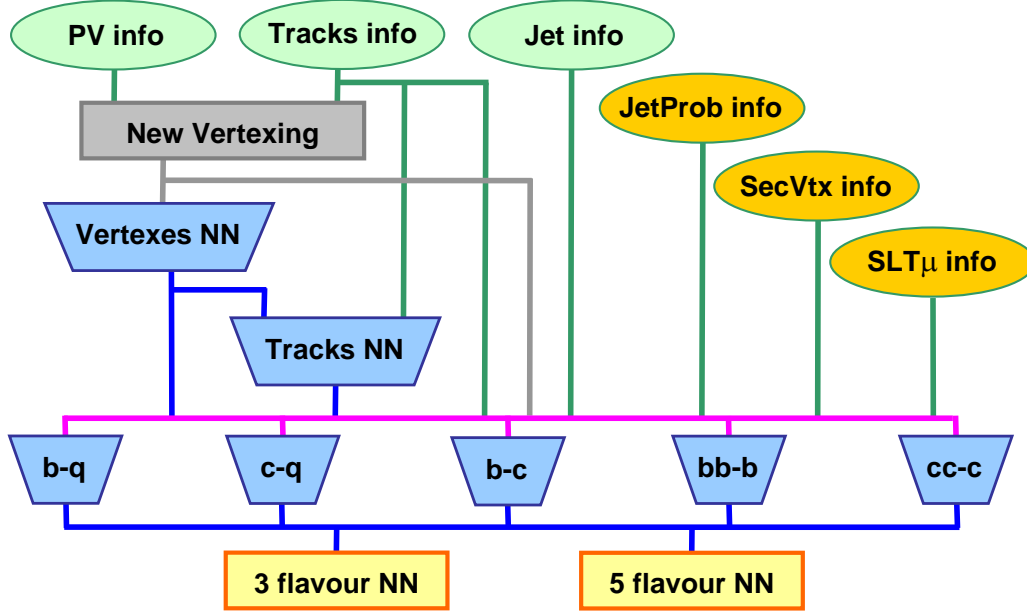 PV info
Tracks info
Jet info
JetProb info
New Vertexing
SecVtx info
Vertexes NN
SLTμ info
Tracks NN
b-q
c-q
b-c
bb-b
cc-c
3 flavour NN
5 flavour NN